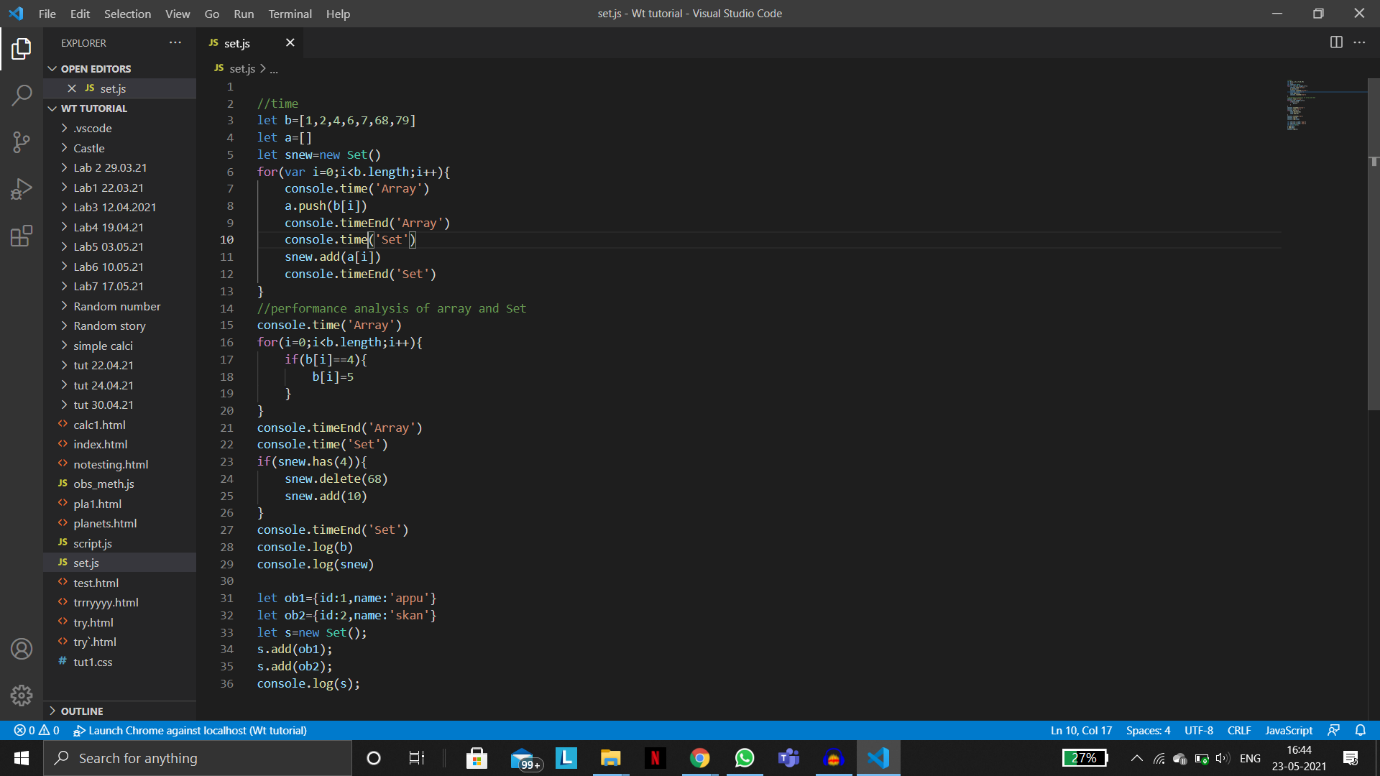 File Edit Selection View Go Run Terminal Help set.js - Wt tutorial - Visual Studio Code
EXPLORER ...
OPEN EDITORS
JS set.js
WT TUTORIAL
.vscode
Castle
Lab 2 29.03.21
Lab1 22.03.21
Lab3 12.04.2021
Lab4 19.04.21
Lab5 03.05.21
Lab6 10.05.21
Lab7 17.05.21
Random number
Random story
simple calci
tut 22.04.21
tut 24.04.21
tut 30.04.21
<> calc1.html
<> index.html
<> notesting.html
JS obs_meth.js
<> pla1.html
<> planets.html
JS script.js
JS set.js
<> test.html
<> trrryyyy.html
<> try.html
<> try`.html
# tut1.css
OUTLINE
JS set.js
JS set.js > ...
1
2 //time
3 let b=[1,2,4,6,7,68,79]
4 let a=[]
5 let snew=new Set()
6 for(var i=0;i<b.length;i++){
7 console.time('Array')
8 a.push(b[i])
9 console.timeEnd('Array')
10 console.time('Set')
11 snew.add(a[i])
12 console.timeEnd('Set')
13 }
14 //performance analysis of array and Set
15 console.time('Array')
16 for(i=0;i<b.length;i++){
17 if(b[i]==4){
18 b[i]=5
19 }
20 }
21 console.timeEnd('Array')
22 console.time('Set')
23 if(snew.has(4)){
24 snew.delete(68)
25 snew.add(10)
26 }
27 console.timeEnd('Set')
28 console.log(b)
29 console.log(snew)
30
31 let ob1={id:1,name:'appu'}
32 let ob2={id:2,name:'skan'}
33 let s=new Set();
34 s.add(ob1);
35 s.add(ob2);
36 console.log(s);
0 0 Launch Chrome against localhost (Wt tutorial) Ln 10, Col 17 Spaces: 4 UTF-8 CRLF JavaScript
Search for anything 99+ L N 27% ENG 16:44
23-05-2021